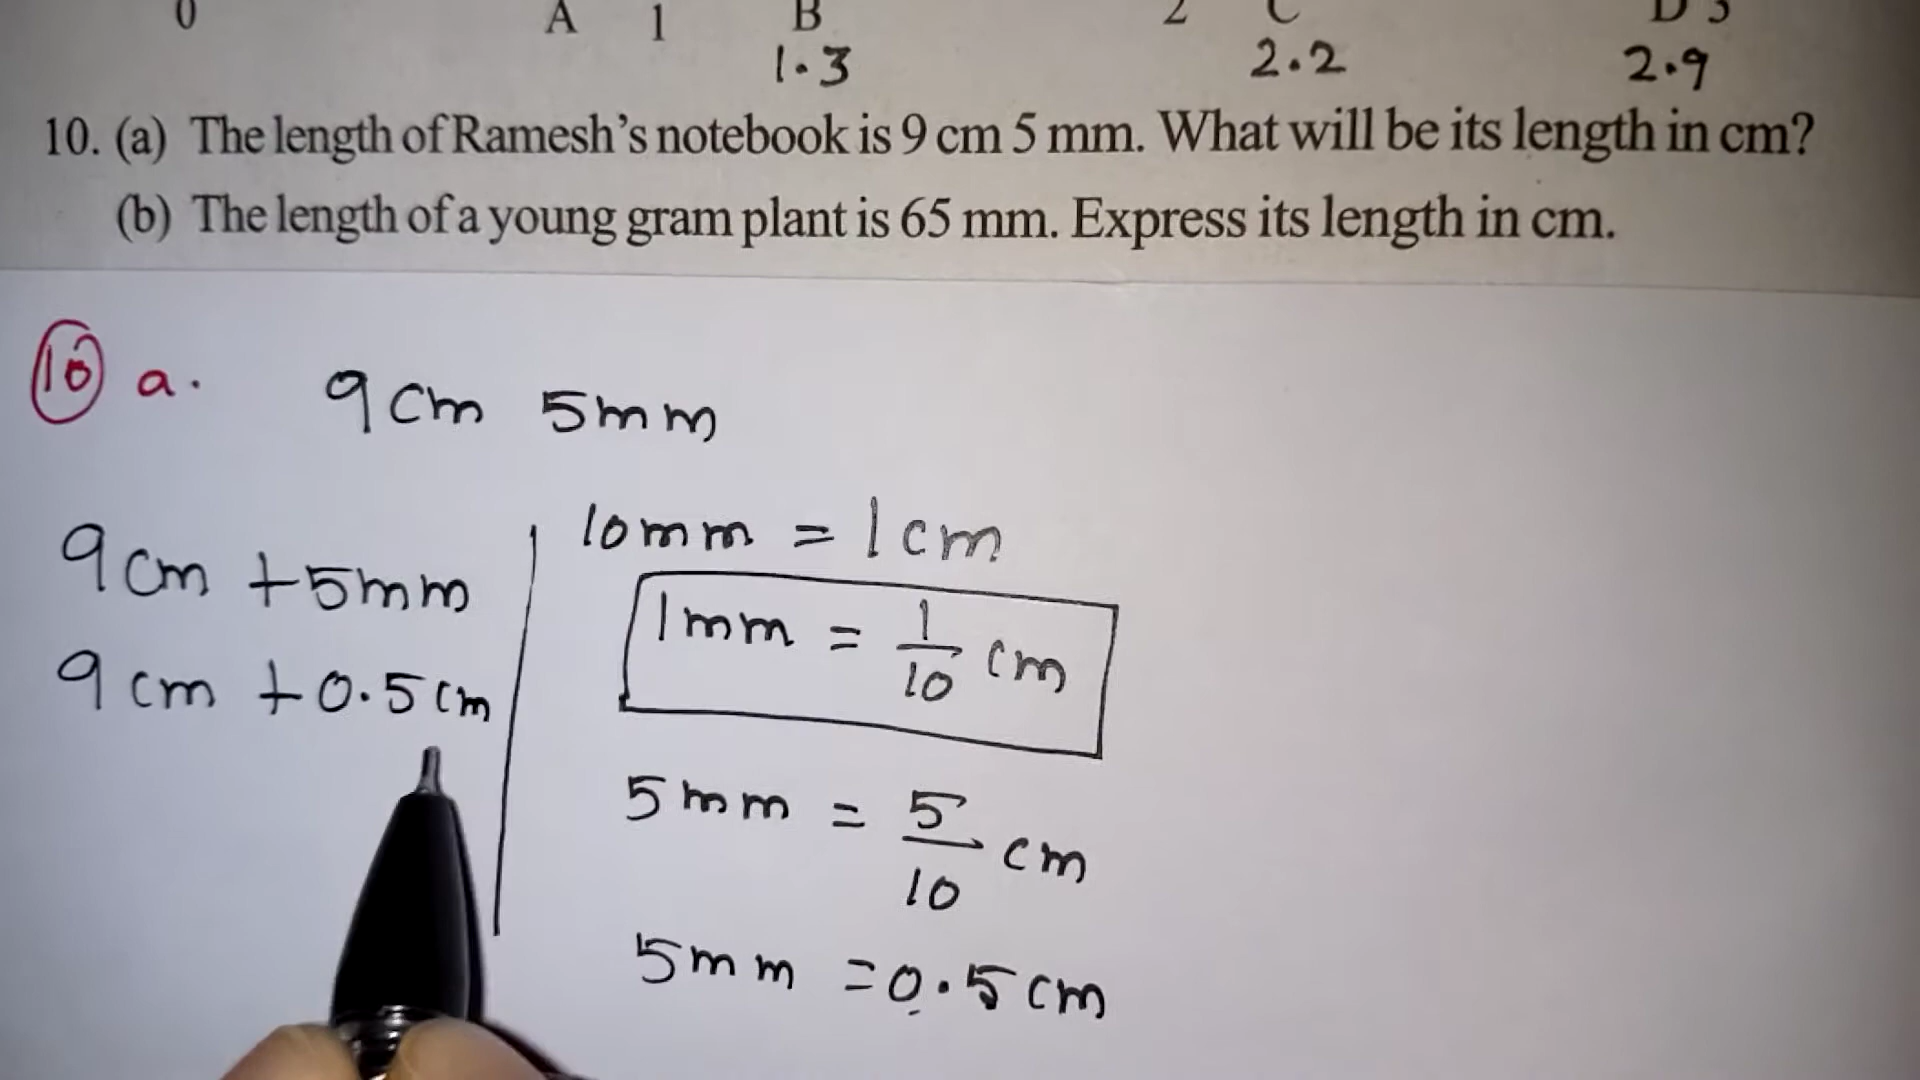 0 A 1 B 2 C D 3
1.3 2.2 2.9
10. (a) The length of Ramesh's notebook is 9 cm 5 mm. What will be its length in cm?
(b) The length of a young gram plant is 65 mm. Express its length in cm.
10 a. 9 cm 5 mm
9 cm + 5 mm
9 cm + 0.5 cm
10 mm = 1 cm
1 mm = 1/10 cm
5 mm = 5/10 cm
5 mm = 0.5 cm